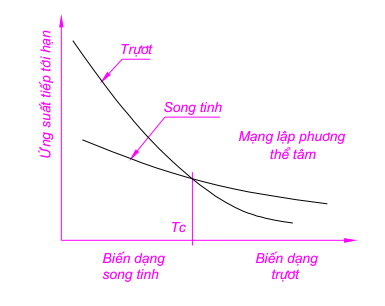 Ứng suất tiếp tới hạn
Trượt
Song tinh
Mạng lập phương
thể tâm
Tc
Biến dạng
song tinh
Biến dạng
trượt